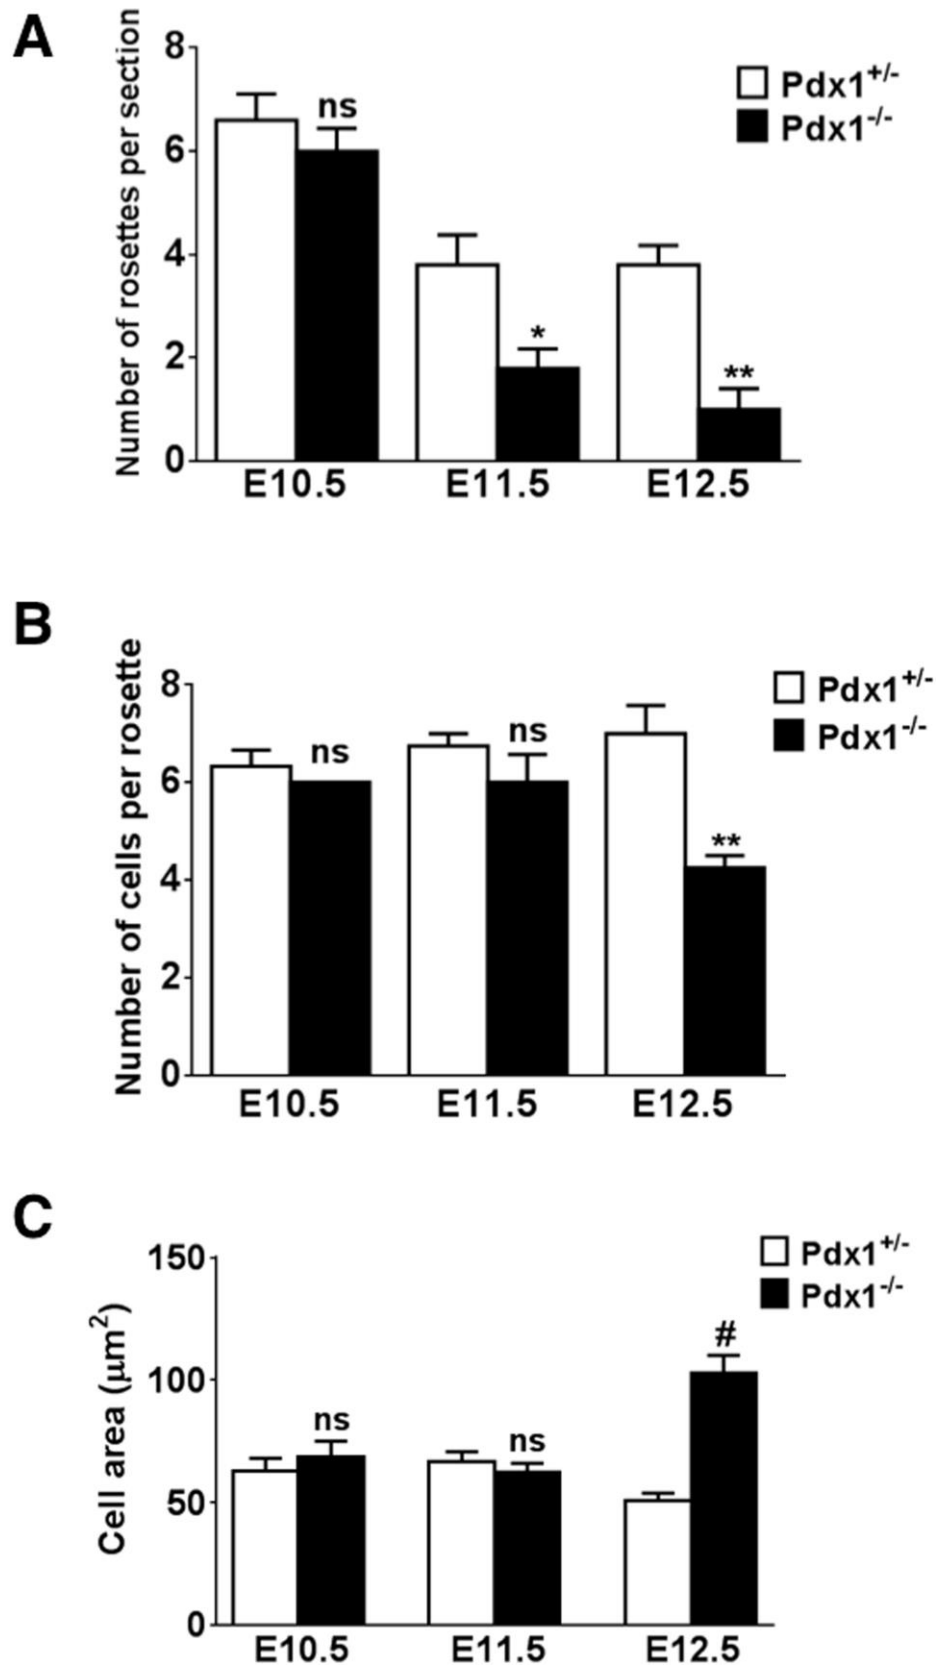 A
Number of rosettes per section
8
6
4
2
0
ns
*
**
E10.5 E11.5 E12.5
Pdx1+/-
Pdx1-/-
B
Number of cells per rosette
8
6
4
2
0
ns
ns
**
E10.5 E11.5 E12.5
Pdx1+/-
Pdx1-/-
C
Cell area (μm2)
150
100
50
0
ns
ns
#
E10.5 E11.5 E12.5
Pdx1+/-
Pdx1-/-